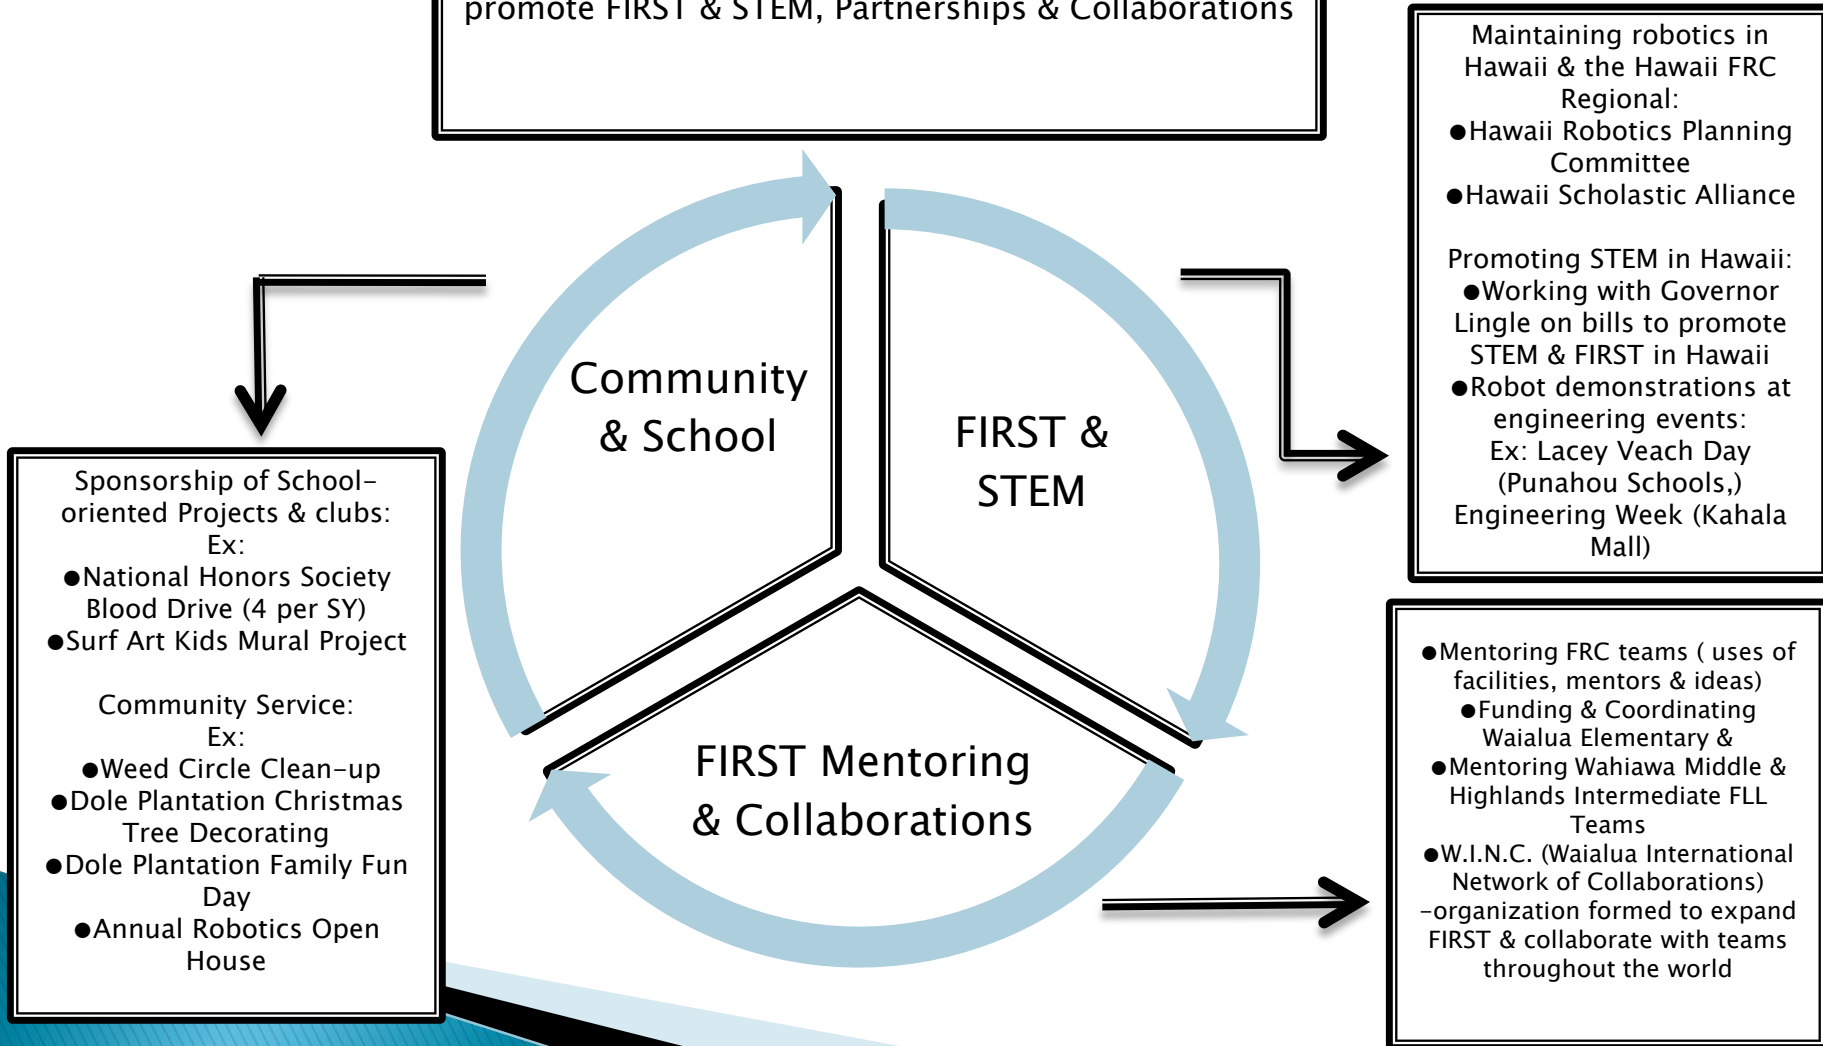 promote FIRST & STEM, Partnerships & Collaborations
Maintaining robotics in
Hawaii & the Hawaii FRC
Regional:
●Hawaii Robotics Planning
Committee
●Hawaii Scholastic Alliance
Promoting STEM in Hawaii:
●Working with Governor
Lingle on bills to promote
STEM & FIRST in Hawaii
●Robot demonstrations at
engineering events:
Ex: Lacey Veach Day
(Punahou Schools,)
Engineering Week (Kahala
Mall)
Community
& School
FIRST &
STEM
FIRST Mentoring
& Collaborations
Sponsorship of School-
oriented Projects & clubs:
Ex:
●National Honors Society
Blood Drive (4 per SY)
●Surf Art Kids Mural Project
Community Service:
Ex:
●Weed Circle Clean-up
●Dole Plantation Christmas
Tree Decorating
●Dole Plantation Family Fun
Day
●Annual Robotics Open
House
●Mentoring FRC teams ( uses of
facilities, mentors & ideas)
●Funding & Coordinating
Waialua Elementary &
●Mentoring Wahiawa Middle &
Highlands Intermediate FLL
Teams
●W.I.N.C. (Waialua International
Network of Collaborations)
-organization formed to expand
FIRST & collaborate with teams
throughout the world